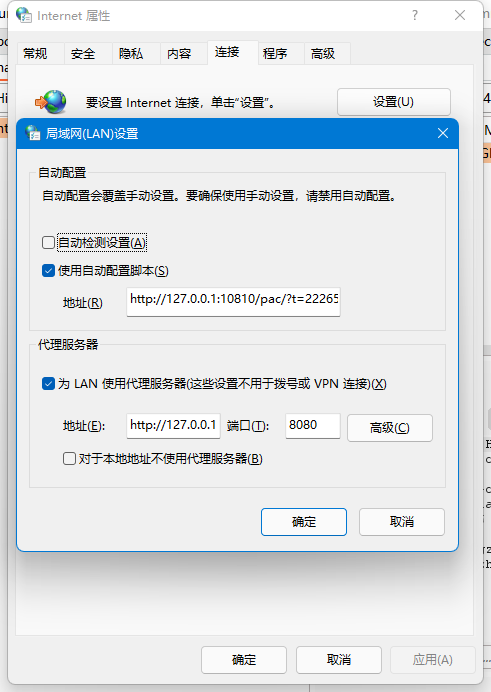 Internet 属性
?
常规
安全
隐私
内容
连接
程序
高级
要设置 Internet 连接，单击“设置”。
设置(U)
局域网(LAN)设置
自动配置
自动配置会覆盖手动设置。要确保使用手动设置，请禁用自动配置。
自动检测设置(A)
使用自动配置脚本(S)
地址(R)
http://127.0.0.1:10810/pac/?t=22265
代理服务器
为 LAN 使用代理服务器(这些设置不用于拨号或 VPN 连接)(X)
地址(E):
http://127.0.0.1
端口(T):
8080
高级(C)
对于本地地址不使用代理服务器(B)
确定
取消
确定
取消
应用(A)